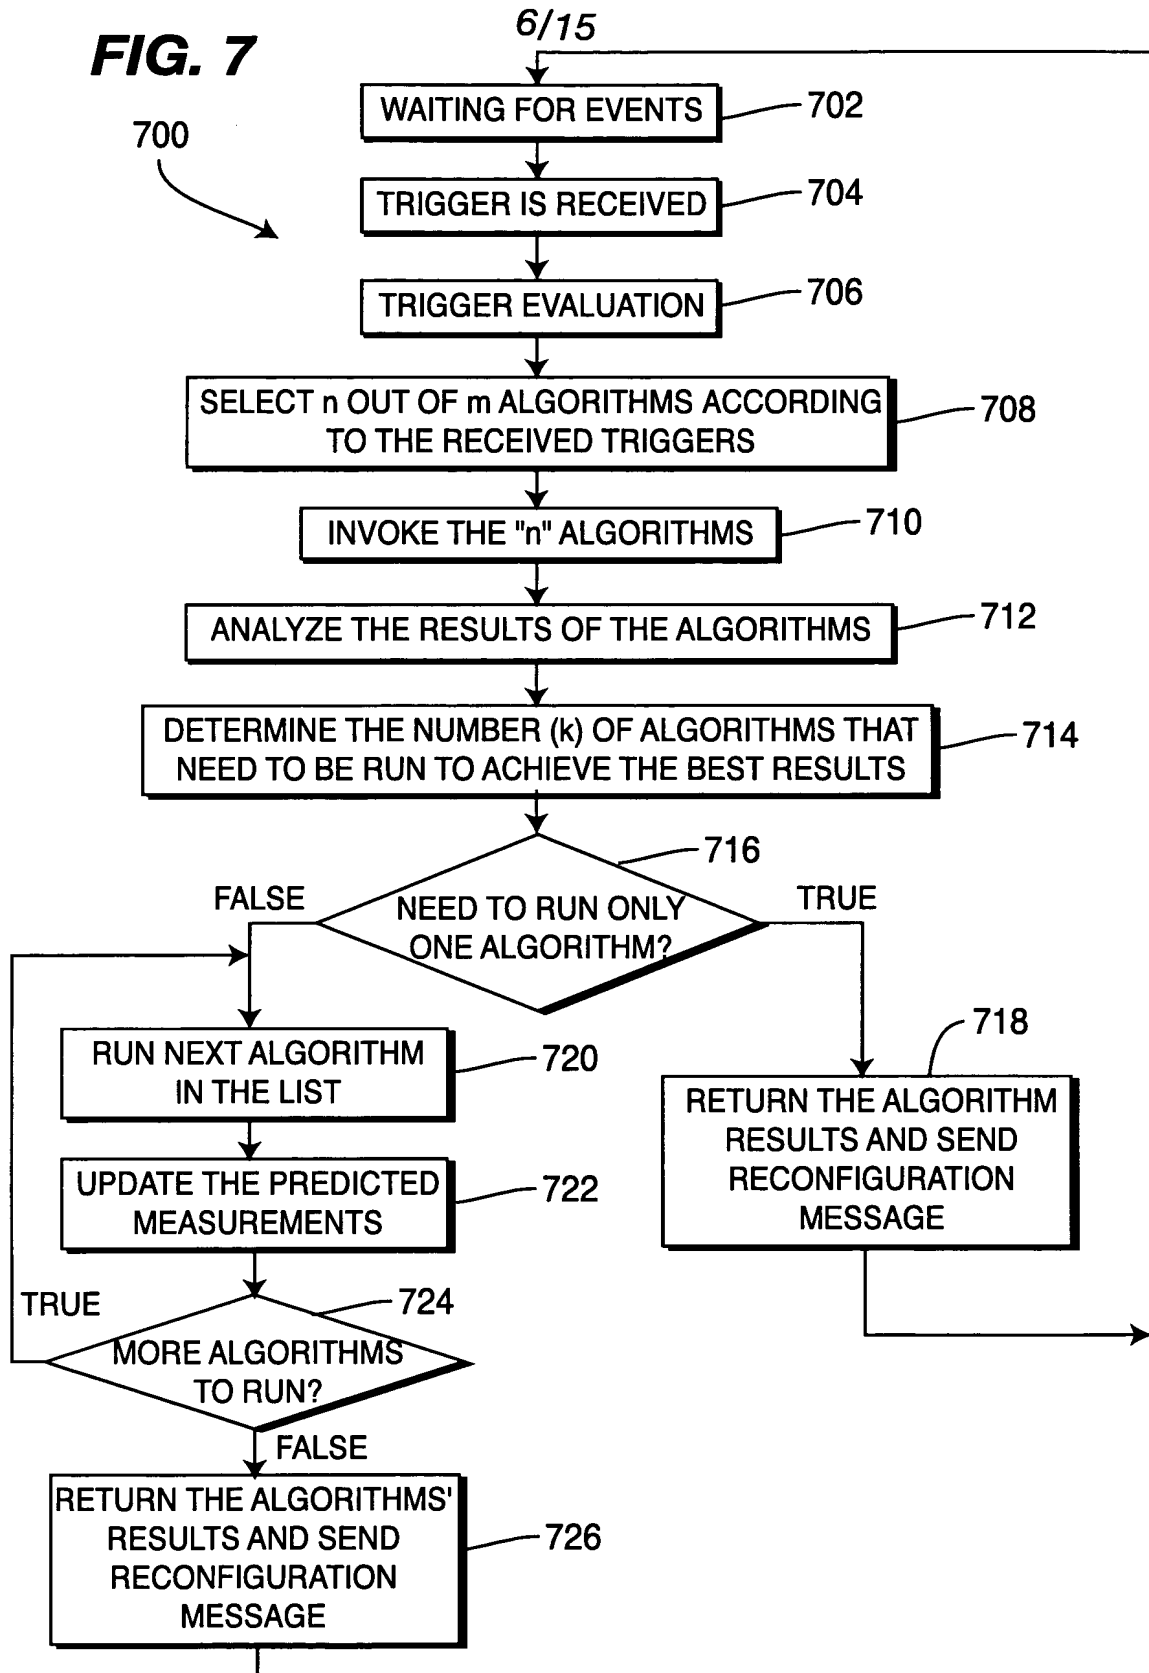 6/15
FIG. 7
700
WAITING FOR EVENTS
702
TRIGGER IS RECEIVED
704
TRIGGER EVALUATION
706
SELECT n OUT OF m ALGORITHMS ACCORDING
TO THE RECEIVED TRIGGERS
708
INVOKE THE "n" ALGORITHMS
710
ANALYZE THE RESULTS OF THE ALGORITHMS
712
DETERMINE THE NUMBER (k) OF ALGORITHMS THAT
NEED TO BE RUN TO ACHIEVE THE BEST RESULTS
714
716
FALSE
NEED TO RUN ONLY
ONE ALGORITHM?
TRUE
RUN NEXT ALGORITHM
IN THE LIST
720
718
RETURN THE ALGORITHM
RESULTS AND SEND
RECONFIGURATION
MESSAGE
UPDATE THE PREDICTED
MEASUREMENTS
722
TRUE
724
MORE ALGORITHMS
TO RUN?
FALSE
RETURN THE ALGORITHMS'
RESULTS AND SEND
RECONFIGURATION
MESSAGE
726